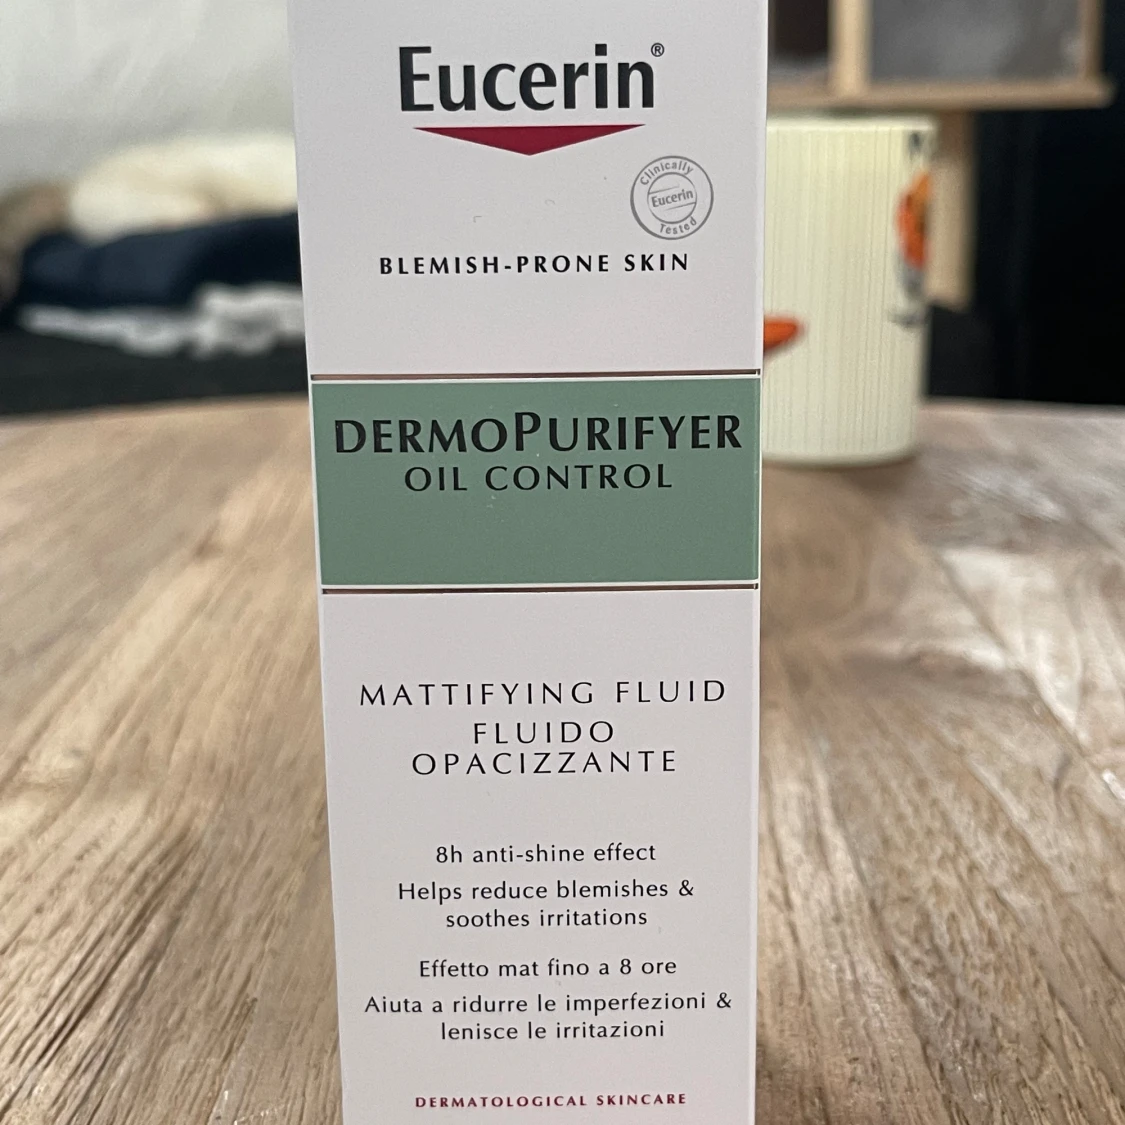 Eucerin®
Clinically
Eucerin
Tested
BLEMISH-PRONE SKIN
DERMOPURIFYER
OIL CONTROL
MATTIFYING FLUID
FLUIDO
OPACIZZANTE
8h anti-shine effect
Helps reduce blemishes &
soothes irritations
Effetto mat fino a 8 ore
Aiuta a ridurre le imperfezioni &
lenisce le irritazioni
DERMATOLOGICAL SKINCARE